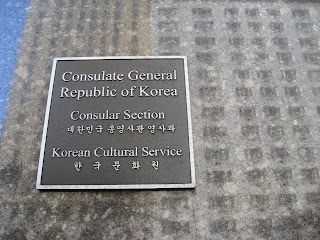 Consulate General
Republic of Korea
Consular Section
대한민국 총영사관 영사과
Korean Cultural Service
한국문화원